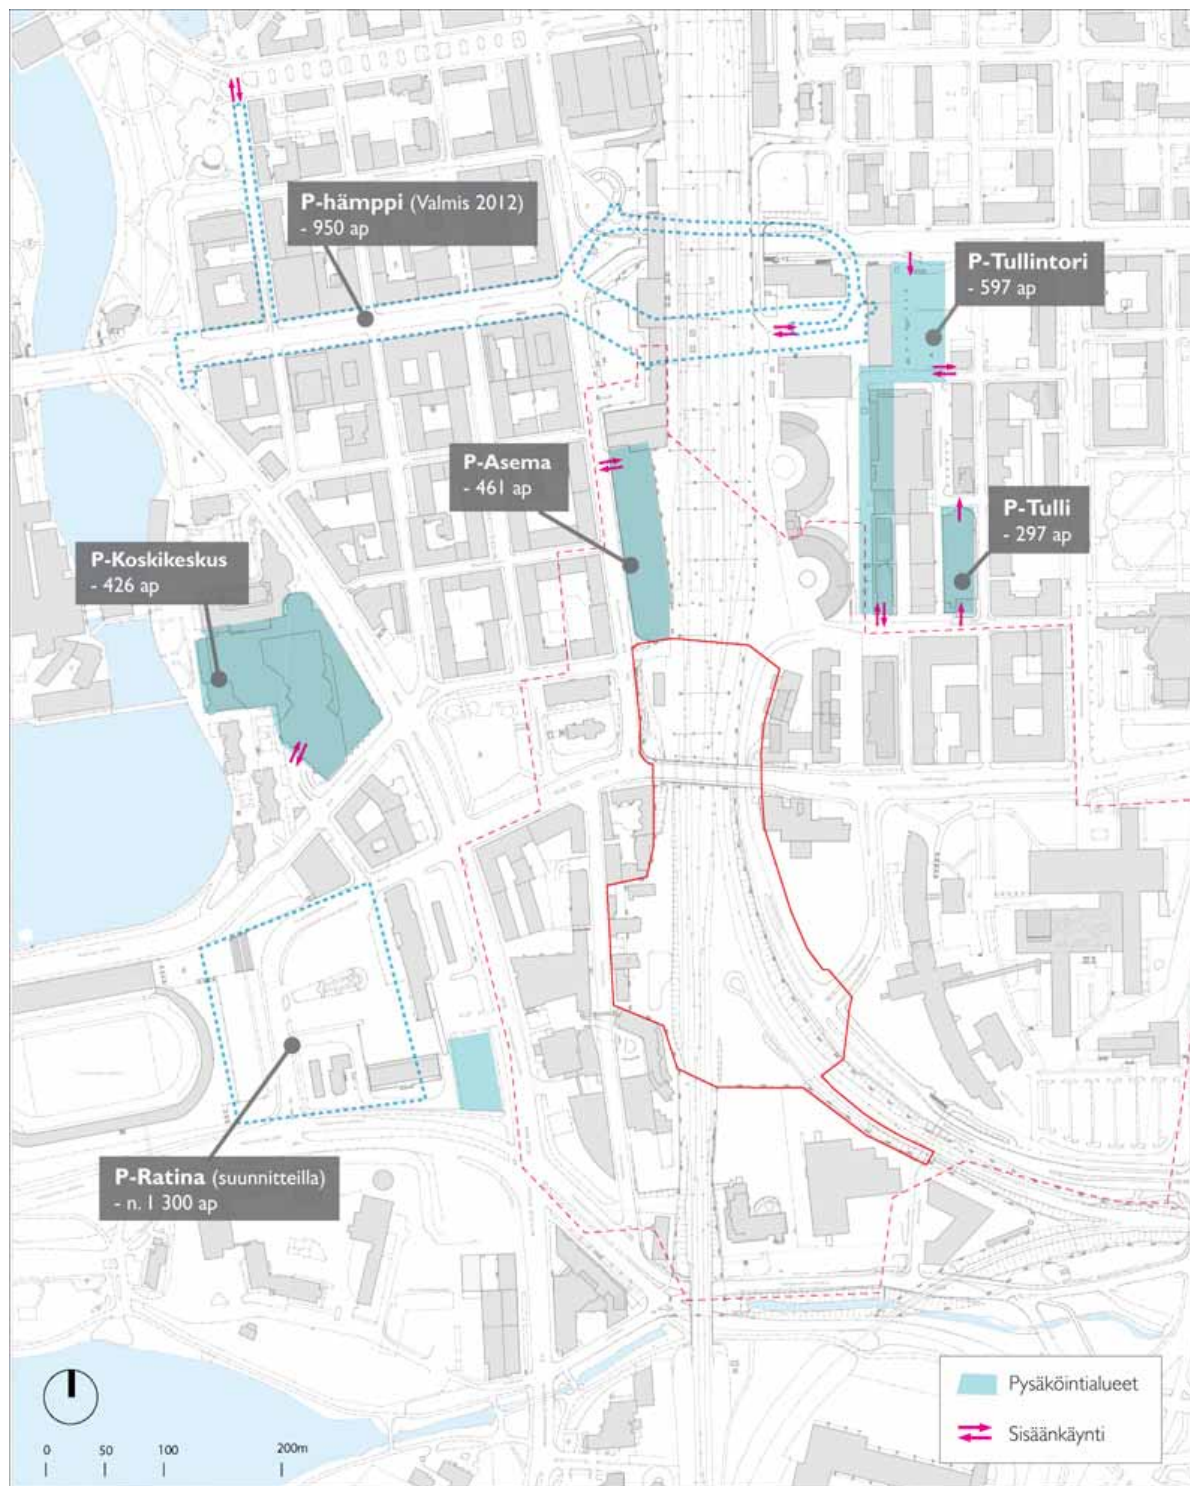 P-hämppi (Valmis 2012)
- 950 ap
P-Tullintori
- 597 ap
P-Asema
- 461 ap
P-Tulli
- 297 ap
P-Koskikeskus
- 426 ap
P-Ratina (suunnitteilla)
- n. 1 300 ap
Pysäköintialueet
Sisäänkäynti
0 50 100 200m